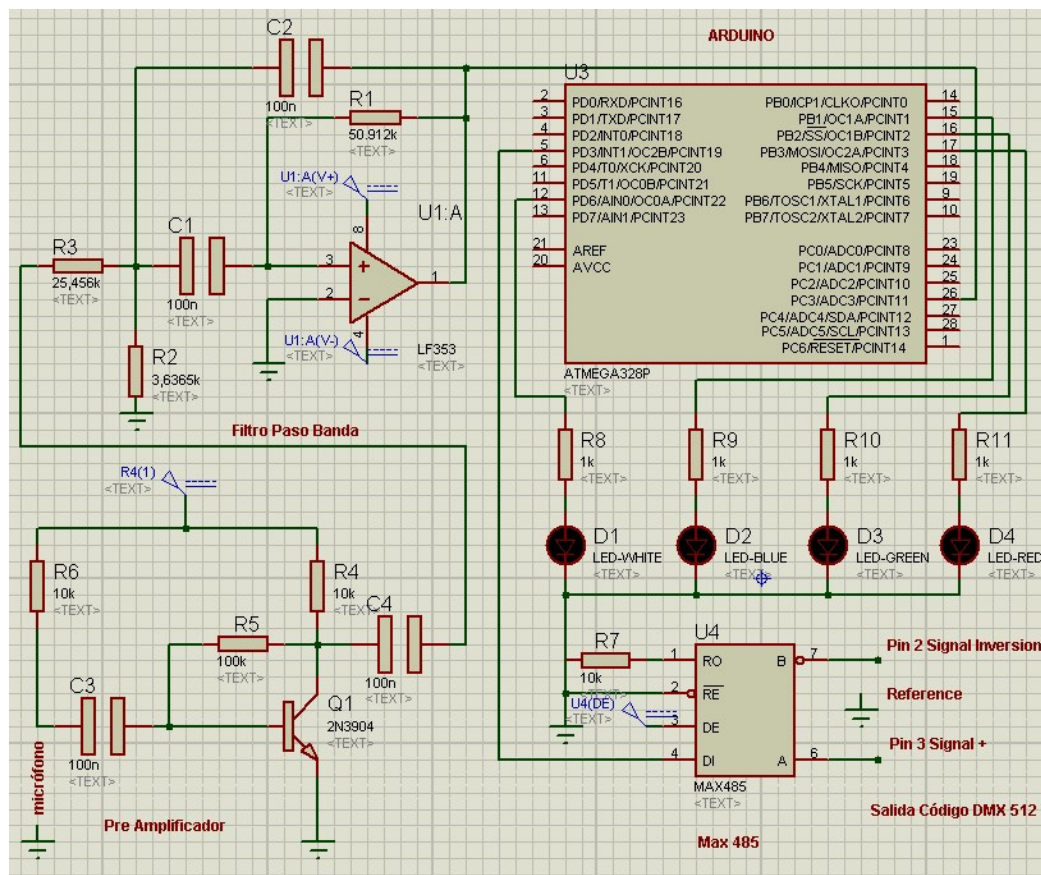 C2
100n
<TEXT>
R1
50.912k
<TEXT>
U1:A(V+)
<TEXT>
U1:A
8
3
2
1
4
U1:A(V-)
<TEXT>
LF353
<TEXT>
R3
25,456k
<TEXT>
C1
100n
<TEXT>
R2
3,6365k
<TEXT>
Filtro Paso Banda
ARDUINO
U3
2 PD0/RXD/PCINT16
3 PD1/TXD/PCINT17
4 PD2/INT0/PCINT18
5 PD3/INT1/OC2B/PCINT19
6 PD4/T0/XCK/PCINT20
11 PD5/T1/OC0B/PCINT21
12 PD6/AIN0/OC0A/PCINT22
13 PD7/AIN1/PCINT23
21 AREF
20 AVCC
PB0/ICP1/CLKO/PCINT0 14
PB1/OC1A/PCINT1 15
PB2/SS/OC1B/PCINT2 16
PB3/MOSI/OC2A/PCINT3 17
PB4/MISO/PCINT4 18
PB5/SCK/PCINT5 19
PB6/TOSC1/XTAL1/PCINT6 9
PB7/TOSC2/XTAL2/PCINT7 10
PC0/ADC0/PCINT8 23
PC1/ADC1/PCINT9 24
PC2/ADC2/PCINT10 25
PC3/ADC3/PCINT11 26
PC4/ADC4/SDA/PCINT12 27
PC5/ADC5/SCL/PCINT13 28
PC6/RESET/PCINT14 1
ATMEGA328P
<TEXT>
R8
1k
<TEXT>
R9
1k
<TEXT>
R10
1k
<TEXT>
R11
1k
<TEXT>
D1
LED-WHITE
<TEXT>
D2
LED-BLUE
<TEXT>
D3
LED-GREEN
<TEXT>
D4
LED-RED
<TEXT>
R4(1)
<TEXT>
R6
10k
<TEXT>
R4
10k
<TEXT>
C4
100n
<TEXT>
R5
100k
<TEXT>
C3
100n
<TEXT>
Q1
2N3904
<TEXT>
micrófono
Pre Amplificador
R7
10k
<TEXT>
U4(DE)
U4
1 RO
2 RE
3 DE
4 DI
B 7
A 6
MAX485
<TEXT>
Max 485
Pin 2 Signal Inversion
Reference
Pin 3 Signal +
Salida Código DMX 512